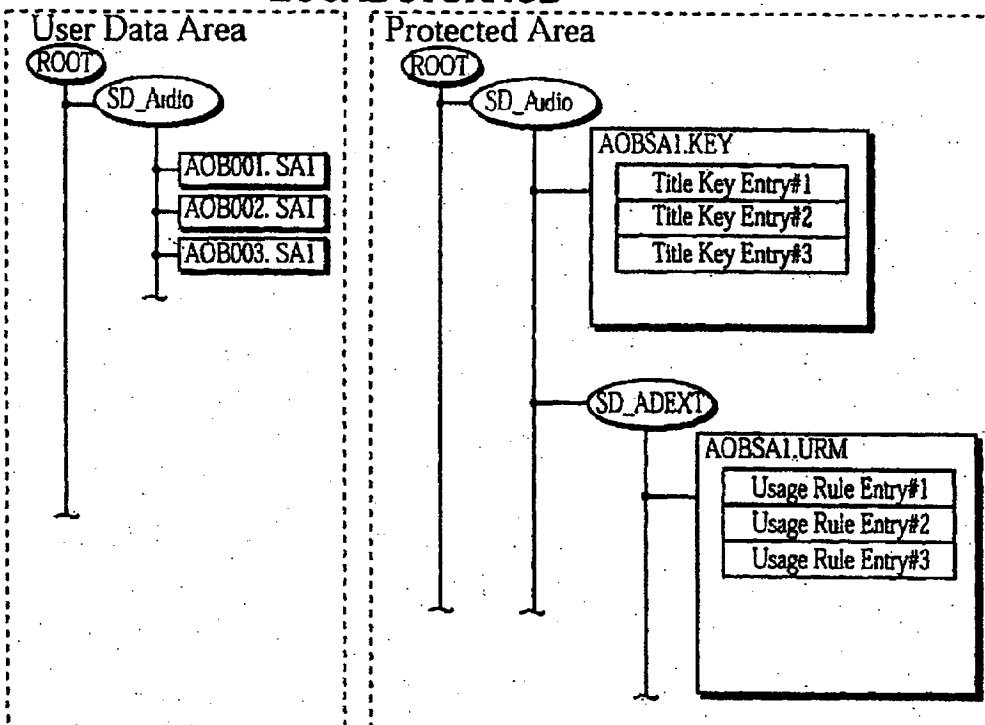 User Data Area
ROOT
SD_Audio
AOB001. SA1
AOB002. SA1
AOB003. SA1
Protected Area
ROOT
SD_Audio
AOBSA1.KEY
Title Key Entry#1
Title Key Entry#2
Title Key Entry#3
SD_ADEXT
AOBSA1.URM
Usage Rule Entry#1
Usage Rule Entry#2
Usage Rule Entry#3